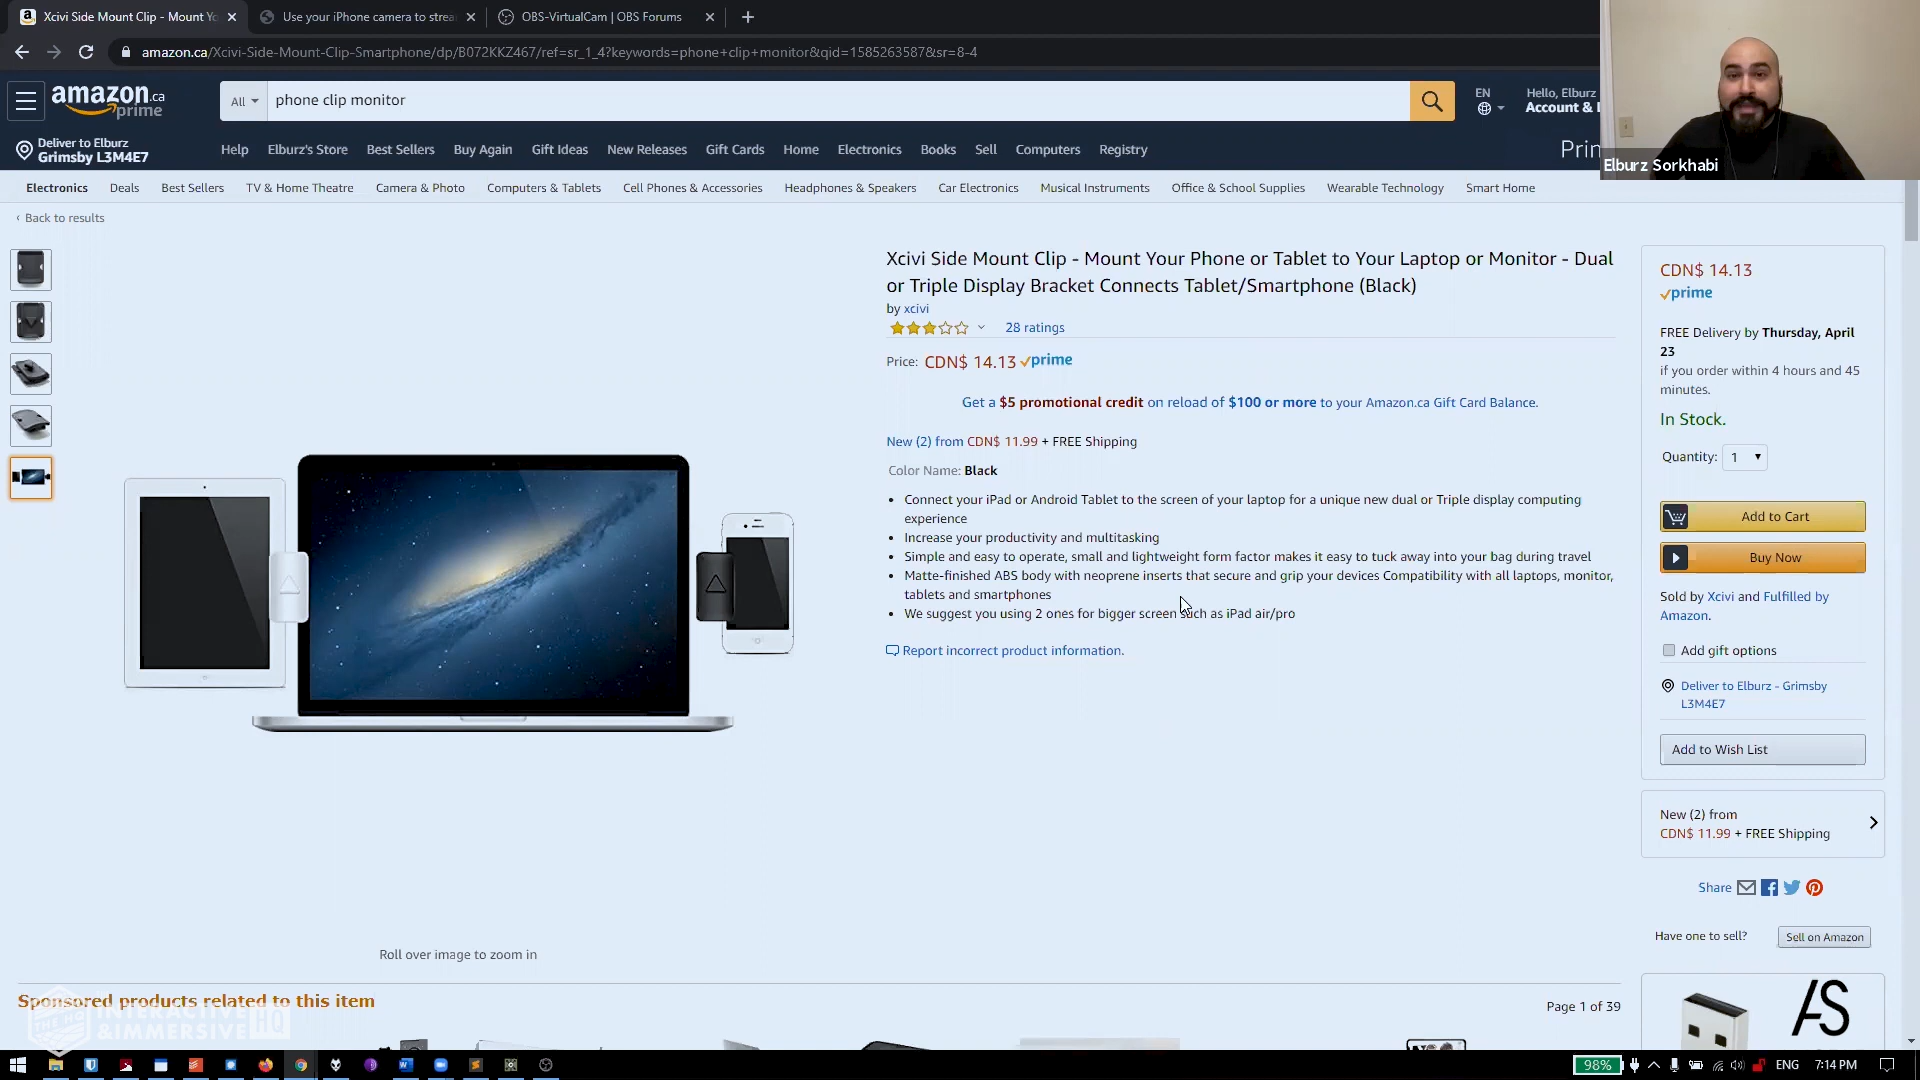 Xcivi Side Mount Clip - Mount Yo
Use your iPhone camera to strea
OBS-VirtualCam | OBS Forums
amazon.ca/Xcivi-Side-Mount-Clip-Smartphone/dp/B072KKZ467/ref=sr_1_4?keywords=phone+clip+monitor&qid=1585263587&sr=8-4
amazon.ca
prime
All
phone clip monitor
EN
Hello, Elburz
Account & L
Elburz Sorkhabi
Deliver to Elburz
Grimsby L3M4E7
Help Elburz's Store Best Sellers Buy Again Gift Ideas New Releases Gift Cards Home Electronics Books Sell Computers Registry
Prin
Electronics Deals Best Sellers TV & Home Theatre Camera & Photo Computers & Tablets Cell Phones & Accessories Headphones & Speakers Car Electronics Musical Instruments Office & School Supplies Wearable Technology Smart Home
‹ Back to results
Xcivi Side Mount Clip - Mount Your Phone or Tablet to Your Laptop or Monitor - Dual
or Triple Display Bracket Connects Tablet/Smartphone (Black)
by xcivi
28 ratings
Price: CDN$ 14.13 prime
Get a $5 promotional credit on reload of $100 or more to your Amazon.ca Gift Card Balance.
New (2) from CDN$ 11.99 + FREE Shipping
Color Name: Black
• Connect your iPad or Android Tablet to the screen of your laptop for a unique new dual or Triple display computing
experience
• Increase your productivity and multitasking
• Simple and easy to operate, small and lightweight form factor makes it easy to tuck away into your bag during travel
• Matte-finished ABS body with neoprene inserts that secure and grip your devices Compatibility with all laptops, monitor,
tablets and smartphones
• We suggest you using 2 ones for bigger screen such as iPad air/pro
Report incorrect product information.
CDN$ 14.13
prime
FREE Delivery by Thursday, April
23
if you order within 4 hours and 45
minutes.
In Stock.
Quantity: 1
Add to Cart
Buy Now
Sold by Xcivi and Fulfilled by
Amazon.
Add gift options
Deliver to Elburz - Grimsby
L3M4E7
Add to Wish List
New (2) from
CDN$ 11.99 + FREE Shipping
Share
Have one to sell?
Sell on Amazon
Roll over image to zoom in
Sponsored products related to this item
Page 1 of 39
THE HQ
INTERACTIVE
& IMMERSIVE
HQ
AS
98%
ENG
7:14 PM